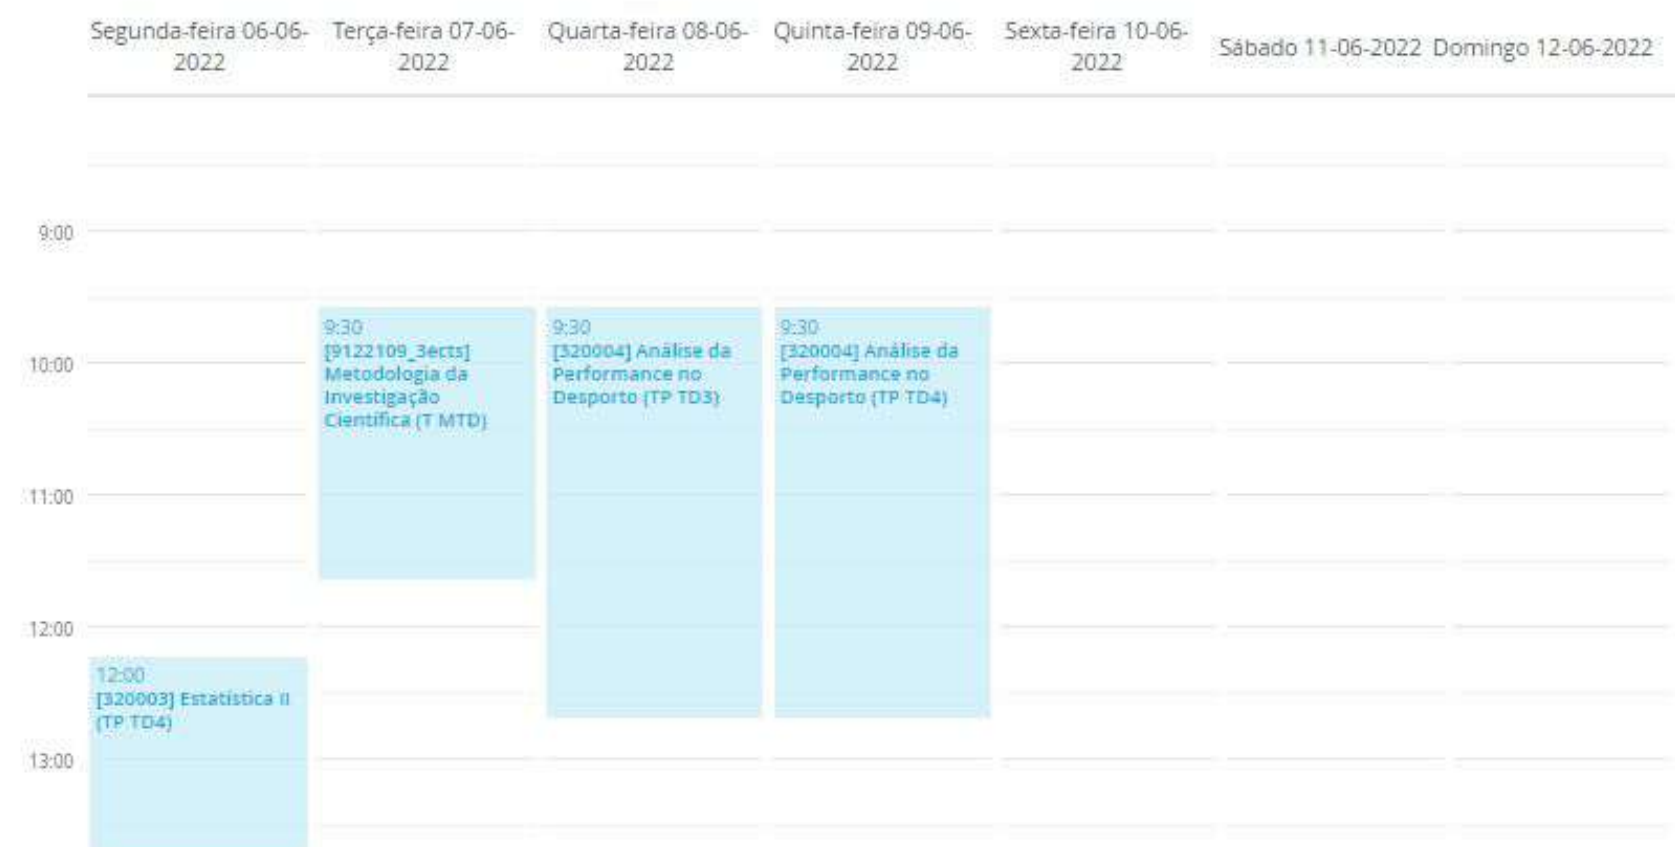 Segunda-feira 06-06-
2022
Terça-feira 07-06-
2022
Quarta-feira 08-06-
2022
Quinta-feira 09-06-
2022
Sexta-feira 10-06-
2022
Sábado 11-06-2022
Domingo 12-06-2022
9:00
9:30
[9122109_3ects]
Metodologia da
Investigação
Científica (T MTD)
9:30
[320004] Análise da
Performance no
Desporto (TP TD3)
9:30
[320004] Análise da
Performance no
Desporto (TP TD4)
10:00
11:00
12:00
12:00
[320003] Estatística II
(TP TD4)
13:00